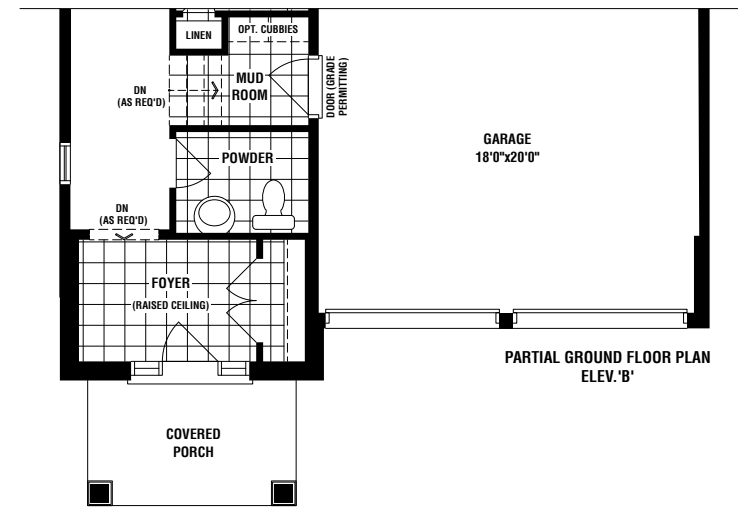 LINEN
OPT. CUBBIES
DN
(AS REQ'D)
MUD
ROOM
DOOR (GRADE
PERMITTING)
GARAGE
18'0"x20'0"
POWDER
DN
(AS REQ'D)
FOYER
(RAISED CEILING)
PARTIAL GROUND FLOOR PLAN
ELEV.'B'
COVERED
PORCH